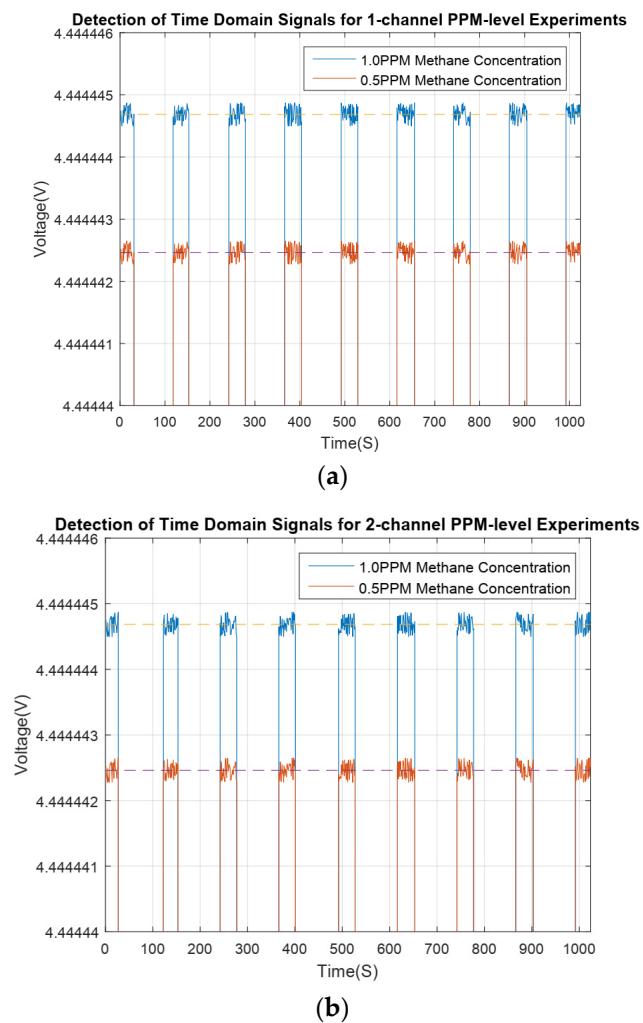 Detection of Time Domain Signals for 1-channel PPM-level Experiments
4.444446
1.0PPM Methane Concentration
0.5PPM Methane Concentration
4.444445
4.444444
4.444443
4.444442
4.444441
4.44444
Voltage(V)
0 100 200 300 400 500 600 700 800 900 1000
Time(S)
(a)
Detection of Time Domain Signals for 2-channel PPM-level Experiments
4.444446
1.0PPM Methane Concentration
0.5PPM Methane Concentration
4.444445
4.444444
4.444443
4.444442
4.444441
4.44444
Voltage(V)
0 100 200 300 400 500 600 700 800 900 1000
Time(S)
(b)